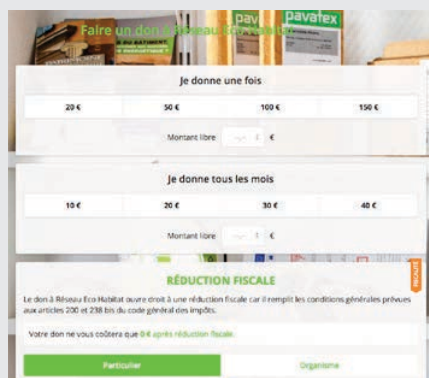 pavatex
pava
Faire un don à Réseau Eco Habitat
Je donne une fois
20 € 50 € 100 € 150 €
Montant libre € €
Je donne tous les mois
10 € 20 € 30 € 40 €
Montant libre € €
FISCALITÉ
RÉDUCTION FISCALE
Le don à Réseau Eco Habitat ouvre droit à une réduction fiscale car il remplit les conditions générales prévues
aux articles 200 et 238 bis du code général des impôts.
Votre don ne vous coûtera que 0 € après réduction fiscale.
Particulier Organisme